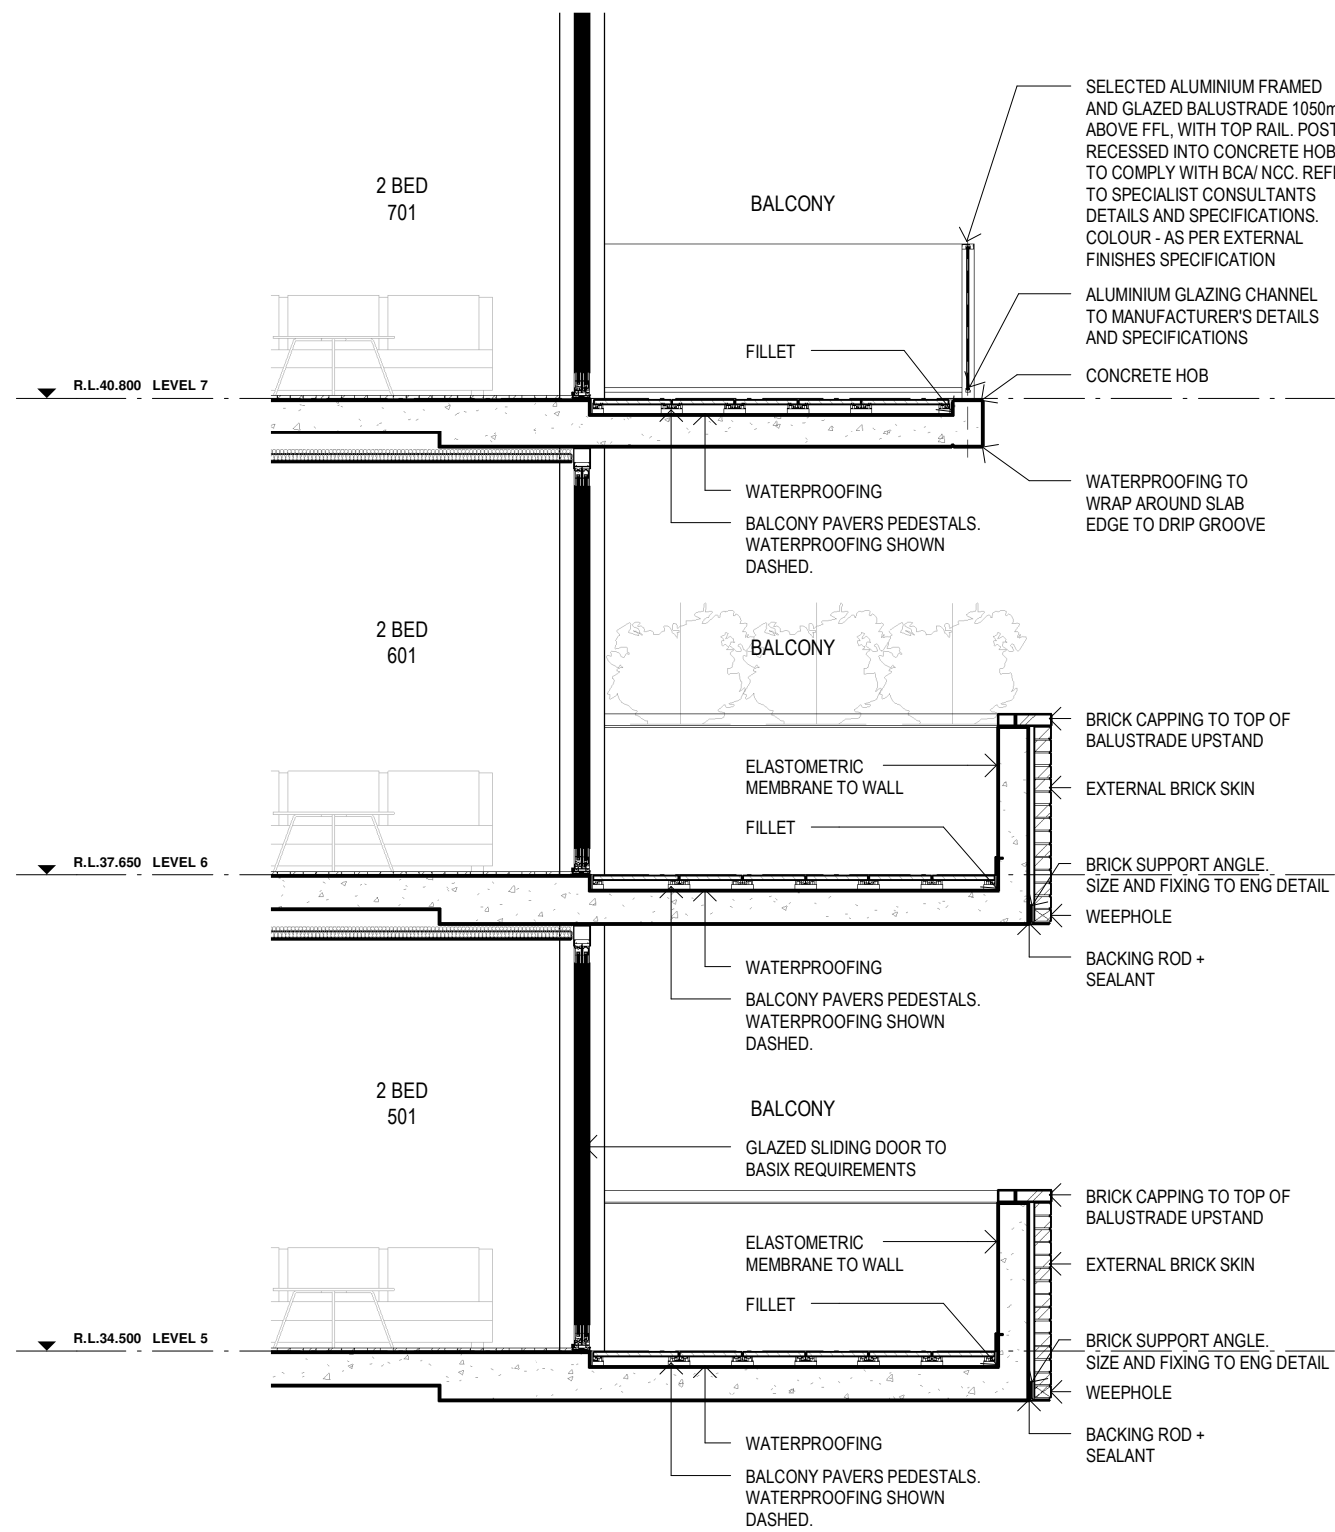 SELECTED ALUMINIUM FRAMED
AND GLAZED BALUSTRADE 1050m
ABOVE FFL, WITH TOP RAIL. POST
RECESSED INTO CONCRETE HOB
TO COMPLY WITH BCA/ NCC. REF
TO SPECIALIST CONSULTANTS
DETAILS AND SPECIFICATIONS.
COLOUR - AS PER EXTERNAL
FINISHES SPECIFICATION
2 BED
701
BALCONY
ALUMINIUM GLAZING CHANNEL
TO MANUFACTURER'S DETAILS
AND SPECIFICATIONS
FILLET
CONCRETE HOB
R.L.40.800 LEVEL 7
WATERPROOFING
BALCONY PAVERS PEDESTALS.
WATERPROOFING SHOWN
DASHED.
WATERPROOFING TO
WRAP AROUND SLAB
EDGE TO DRIP GROOVE
2 BED
601
BALCONY
BRICK CAPPING TO TOP OF
BALUSTRADE UPSTAND
ELASTOMETRIC
MEMBRANE TO WALL
EXTERNAL BRICK SKIN
FILLET
R.L.37.650 LEVEL 6
BRICK SUPPORT ANGLE.
SIZE AND FIXING TO ENG DETAIL
WEEPHOLE
BACKING ROD +
SEALANT
WATERPROOFING
BALCONY PAVERS PEDESTALS.
WATERPROOFING SHOWN
DASHED.
2 BED
501
BALCONY
GLAZED SLIDING DOOR TO
BASIX REQUIREMENTS
BRICK CAPPING TO TOP OF
BALUSTRADE UPSTAND
ELASTOMETRIC
MEMBRANE TO WALL
EXTERNAL BRICK SKIN
FILLET
R.L.34.500 LEVEL 5
BRICK SUPPORT ANGLE.
SIZE AND FIXING TO ENG DETAIL
WEEPHOLE
BACKING ROD +
SEALANT
WATERPROOFING
BALCONY PAVERS PEDESTALS.
WATERPROOFING SHOWN
DASHED.